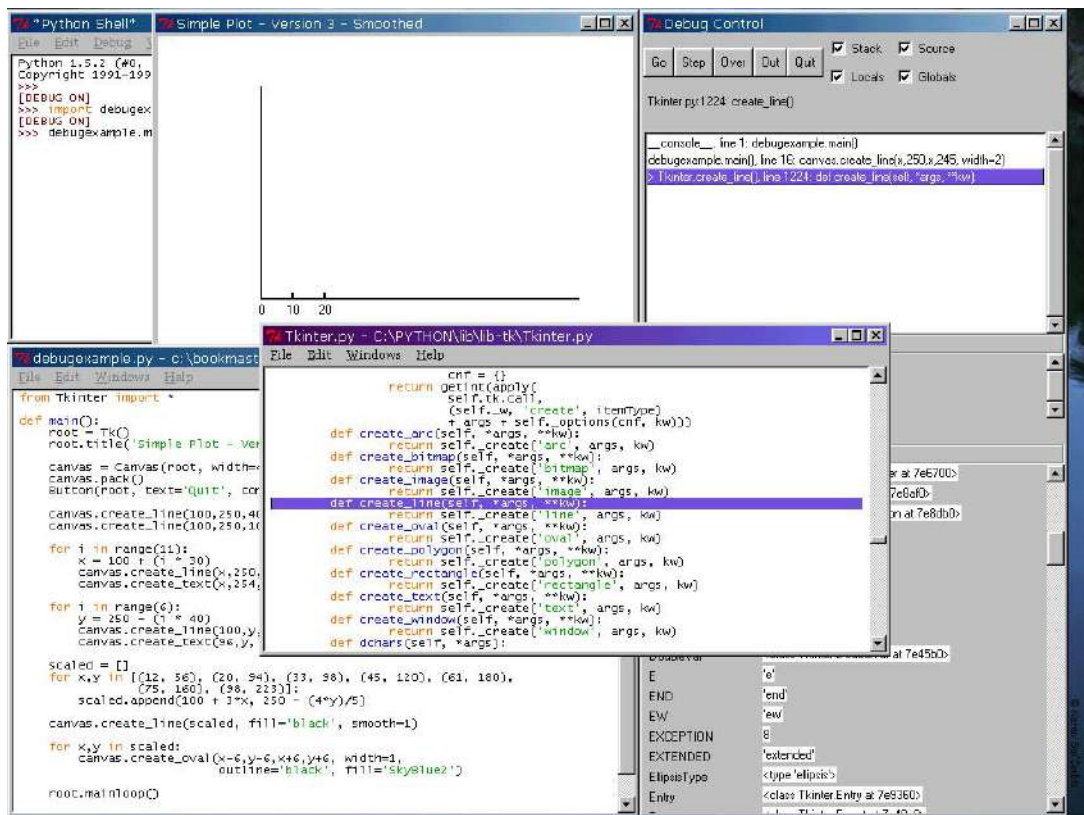 *Python Shell*
File Edit Debug
Python 1.5.2 (#0,
Copyright 1991-199
>>>
[DEBUG ON]
>>> import debugex
[DEBUG ON]
>>> debugexample.m
Simple Plot - Version 3 - Smoothed
0 10 20
Debug Control
Go Step Over Out Quit
Stack Source
Locals Globals
Tkinter.py:1224: create_line()
__console__, line 1: debugexample.main()
debugexample.main(), line 16: canvas.create_line(x,250,x,245, width=2)
> Tkinter.create_line(), line 1224: def create_line(self, *args, **kw):
Tkinter.py - C:\PYTHON\lib\lib-tk\Tkinter.py
File Edit Windows Help
cnf = {}
return getint(apply(
self.tk.call,
(self._w, 'create', itemType)
+ args + self._options(cnf, kw)))
def create_arc(self, *args, **kw):
return self._create('arc', args, kw)
def create_bitmap(self, *args, **kw):
return self._create('bitmap', args, kw)
def create_image(self, *args, **kw):
return self._create('image', args, kw)
def create_line(self, *args, **kw):
return self._create('line', args, kw)
def create_oval(self, *args, **kw):
return self._create('oval', args, kw)
def create_polygon(self, *args, **kw):
return self._create('polygon', args, kw)
def create_rectangle(self, *args, **kw):
return self._create('rectangle', args, kw)
def create_text(self, *args, **kw):
return self._create('text', args, kw)
def create_window(self, *args, **kw):
return self._create('window', args, kw)
def dchars(self, *args):
debugexample.py - c:\bookmast
File Edit Windows Help
from Tkinter import *
def main():
root = Tk()
root.title('Simple Plot - Ver
canvas = Canvas(root, width=4
canvas.pack()
Button(root, text='Quit', com
canvas.create_line(100,250,40
canvas.create_line(100,250,10
for i in range(11):
x = 100 + (i * 30)
canvas.create_line(x,250,
canvas.create_text(x,254,
for i in range(6):
y = 250 - (i * 40)
canvas.create_line(100,y,
canvas.create_text(96,y,
scaled = []
for x,y in [(12, 56), (20, 94), (33, 98), (45, 120), (61, 180),
(75, 160), (98, 223)]:
scaled.append(100 + 3*x, 250 - (4*y)/5)
canvas.create_line(scaled, fill='black', smooth=1)
for x,y in scaled:
canvas.create_oval(x-6,y-6,x+6,y+6, width=1,
outline='black', fill='SkyBlue2')
root.mainloop()
er at 7e6700>
7e8af0>
on at 7e8db0>
at 7e45b0>
E 'e'
END 'end'
EW 'ew'
EXCEPTION 8
EXTENDED 'extended'
EllipsisType <type 'ellipsis'>
Entry <class Tkinter.Entry at 7e9360>